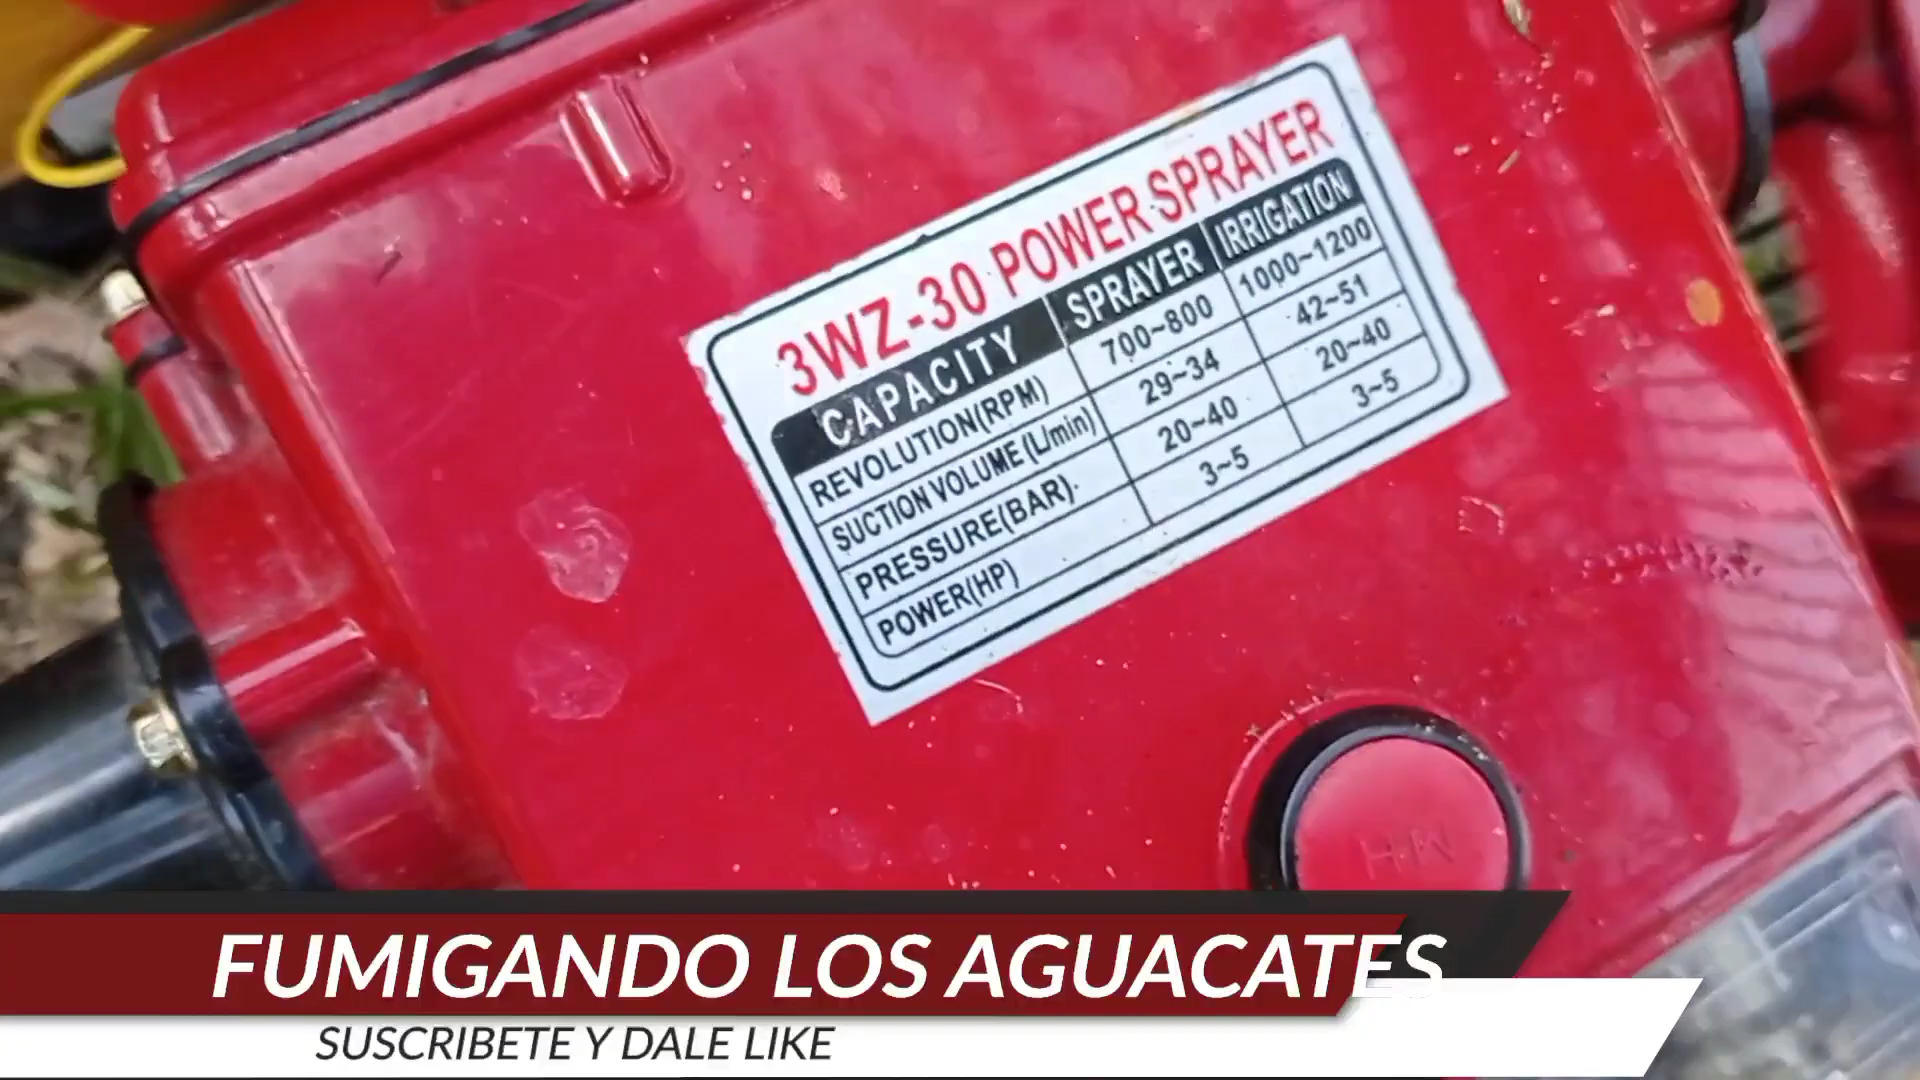 3WZ-30 POWER SPRAYER
CAPACITY SPRAYER IRRIGATION
REVOLUTION(RPM) 700~800 1000~1200
SUCTION VOLUME(L/min) 29~34 42~51
PRESSURE(BAR) 20~40 20~40
POWER(HP) 3~5 3~5
FUMIGANDO LOS AGUACATES
SUSCRIBETE Y DALE LIKE